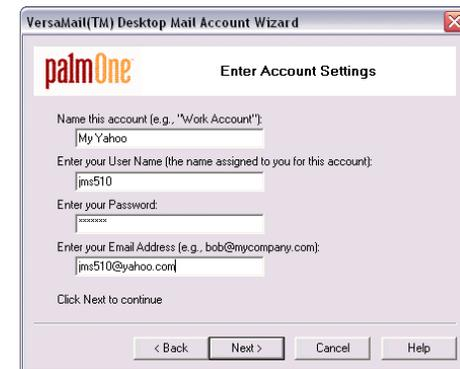 VersaMail(TM) Desktop Mail Account Wizard
palmOne
Enter Account Settings
Name this account (e.g., "Work Account"):
My Yahoo
Enter your User Name (the name assigned to you for this account):
jms510
Enter your Password:
×××××××
Enter your Email Address (e.g., bob@mycompany.com):
jms510@yahoo.com
Click Next to continue
< Back Next > Cancel Help